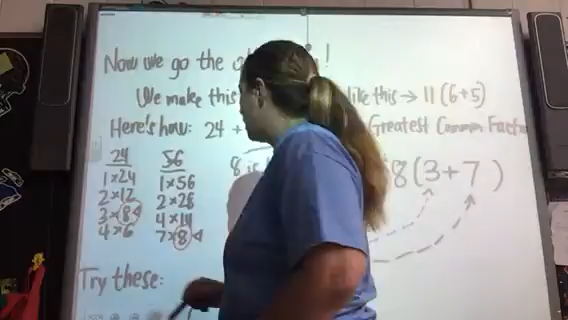 Now we go the !
We make this like this → 11(6+5)
Here's how: 24 + Greatest Common Factor
24 56
8 is 8(3+7)
1×24 1×56
2×12 2×28
3×8 4×14
4×6 7×8
Try these: